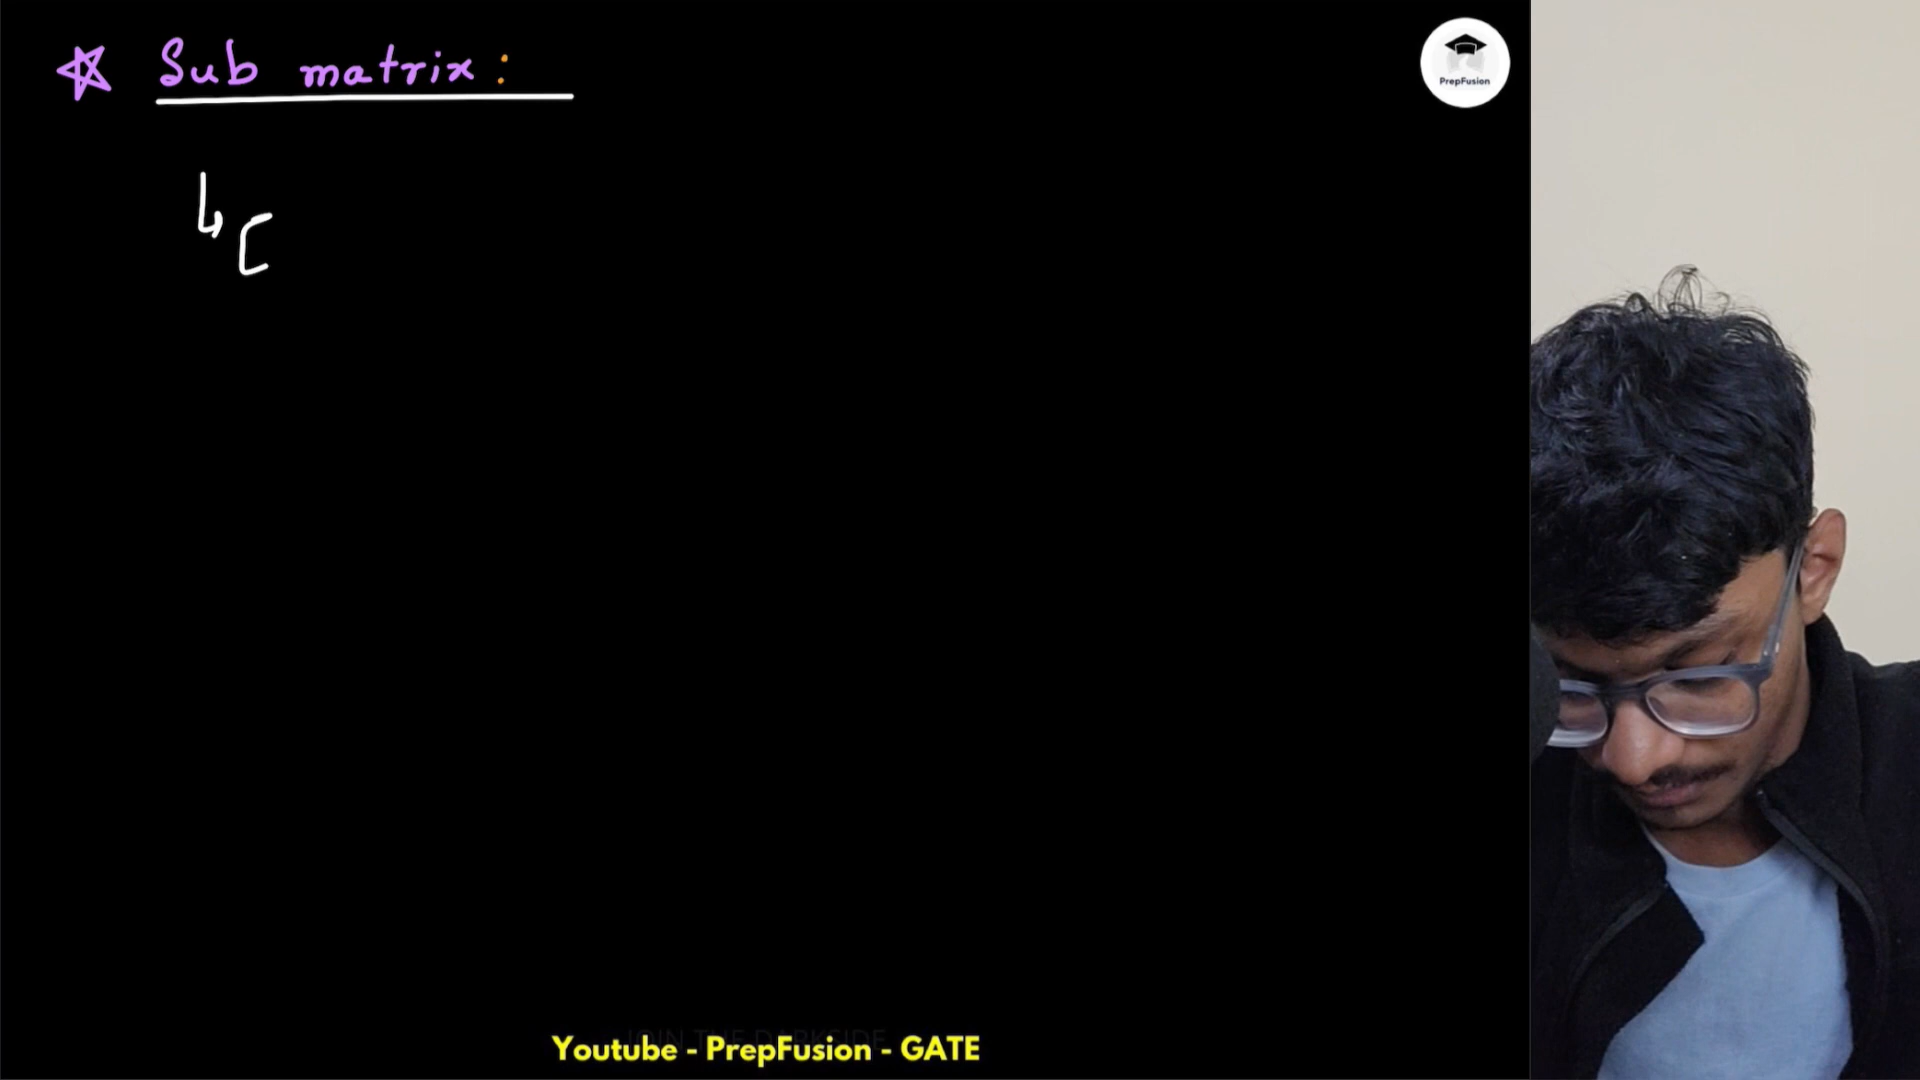 Sub matrix :
PrepFusion
↳ [
Youtube - PrepFusion - GATE